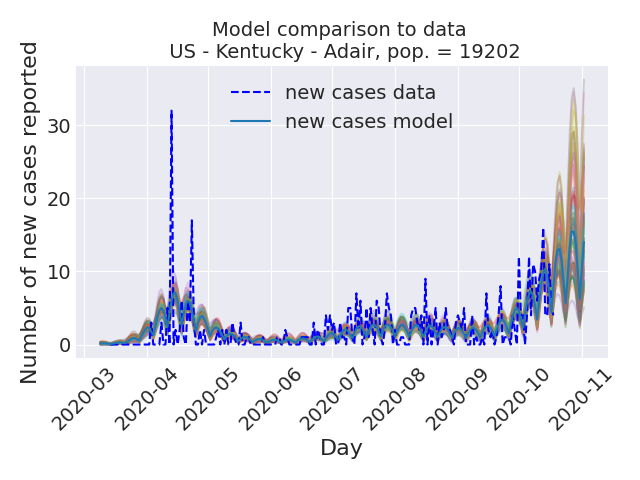 Model comparison to data
US - Kentucky - Adair, pop. = 19202
new cases data
new cases model
Number of new cases reported
30
20
10
0
2020-03
2020-04
2020-05
2020-06
2020-07
2020-08
2020-09
2020-10
2020-11
Day